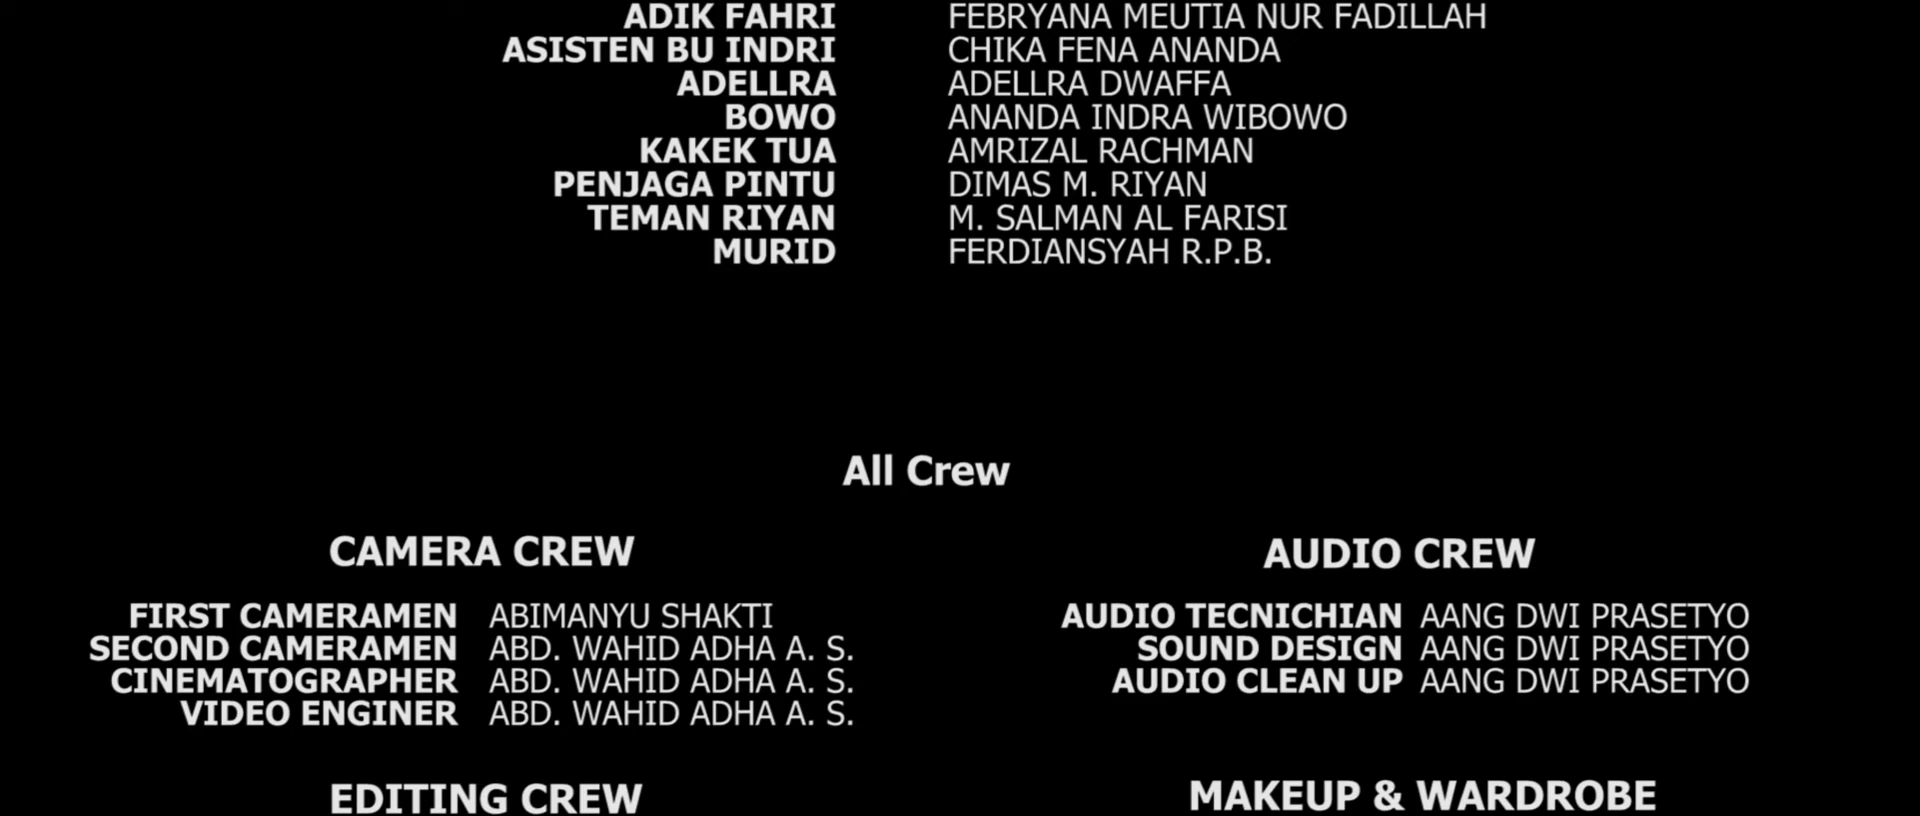 ADIK FAHRI FEBRYANA MEUTIA NUR FADILLAH
ASISTEN BU INDRI CHIKA FENA ANANDA
ADELLRA ADELLRA DWAFFA
BOWO ANANDA INDRA WIBOWO
KAKEK TUA AMRIZAL RACHMAN
PENJAGA PINTU DIMAS M. RIYAN
TEMAN RIYAN M. SALMAN AL FARISI
MURID FERDIANSYAH R.P.B.
All Crew
CAMERA CREW
FIRST CAMERAMEN ABIMANYU SHAKTI
SECOND CAMERAMEN ABD. WAHID ADHA A. S.
CINEMATOGRAPHER ABD. WAHID ADHA A. S.
VIDEO ENGINER ABD. WAHID ADHA A. S.
AUDIO CREW
AUDIO TECNICHIAN AANG DWI PRASETYO
SOUND DESIGN AANG DWI PRASETYO
AUDIO CLEAN UP AANG DWI PRASETYO
EDITING CREW
MAKEUP & WARDROBE